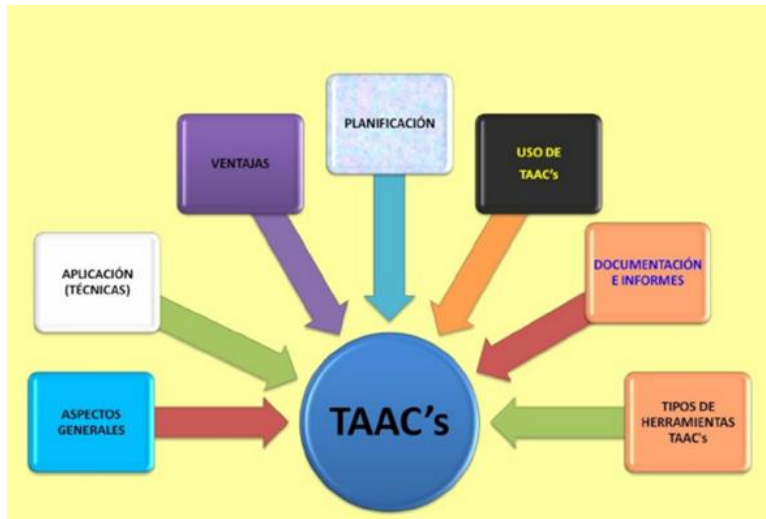 PLANIFICACIÓN
VENTAJAS
USO DE
TAAC's
APLICACIÓN
(TÉCNICAS)
DOCUMENTACIÓN
E INFORMES
ASPECTOS
GENERALES
TAAC's
TIPOS DE
HERRAMIENTAS
TAAC's